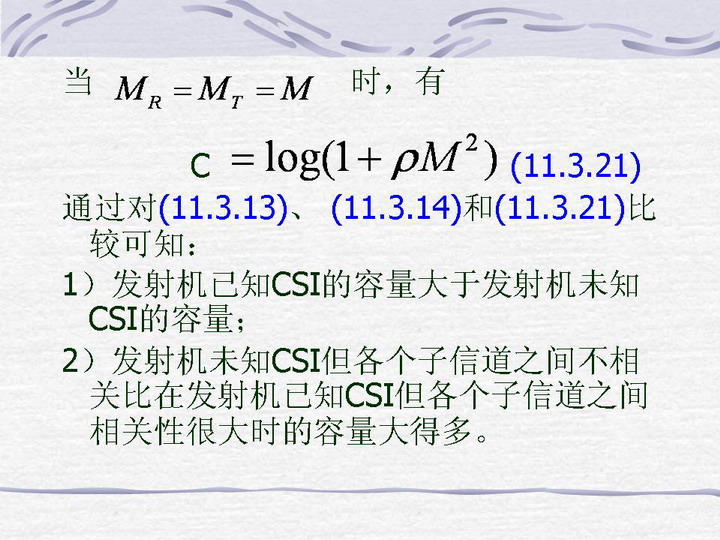 当 M_R = M_T = M 时，有
C = log(1 + ρM²) (11.3.21)
通过对(11.3.13)、 (11.3.14)和(11.3.21)比
较可知：
1）发射机已知CSI的容量大于发射机未知
CSI的容量；
2）发射机未知CSI但各个子信道之间不相
关比在发射机已知CSI但各个子信道之间
相关性很大时的容量大得多。